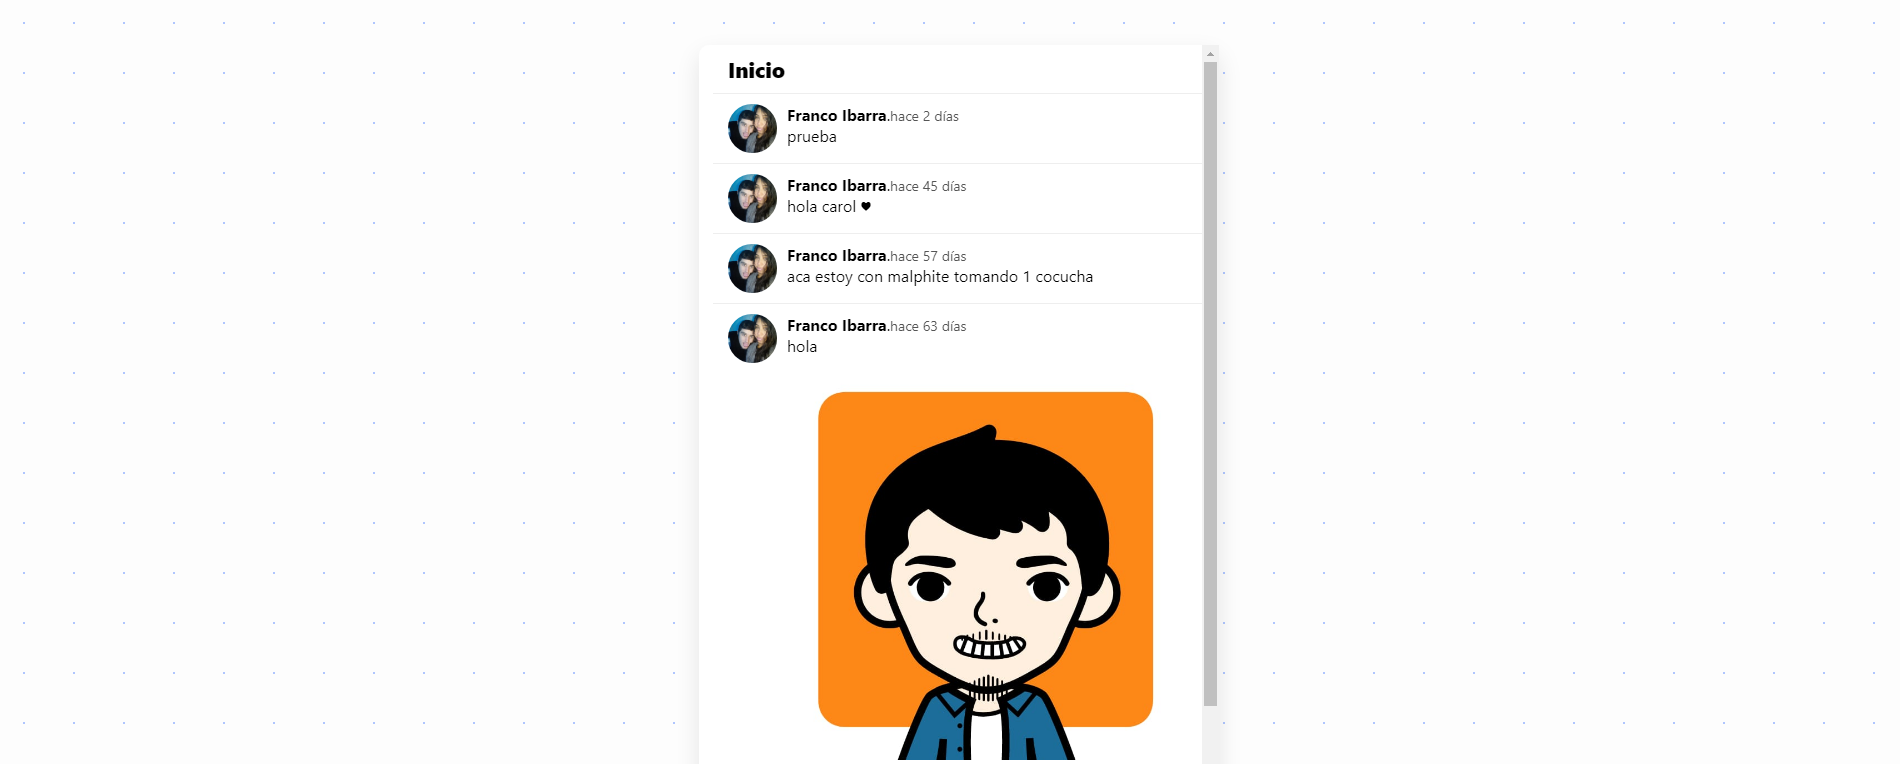 Inicio
Franco Ibarra.hace 2 días
prueba
Franco Ibarra.hace 45 días
hola carol ♥
Franco Ibarra.hace 57 días
aca estoy con malphite tomando 1 cocucha
Franco Ibarra.hace 63 días
hola